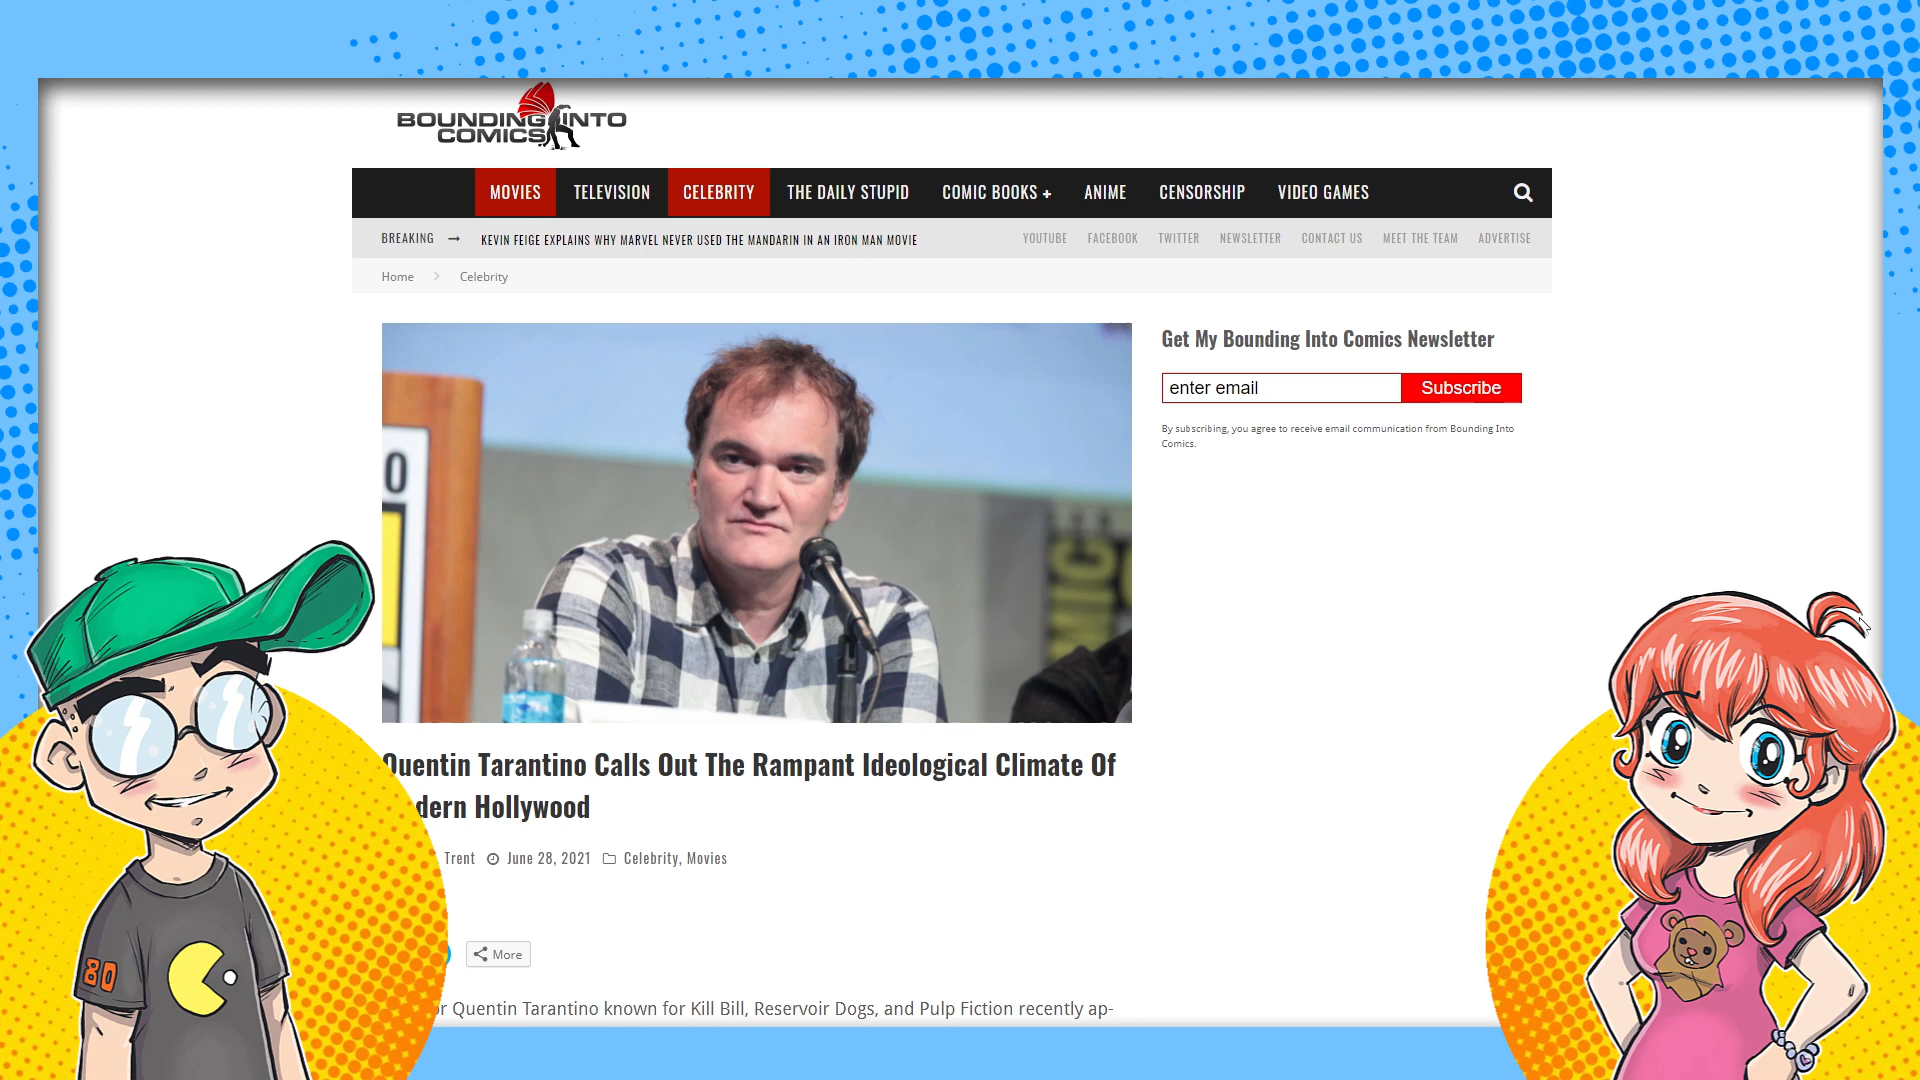 BOUNDING INTO
COMICS
MOVIES TELEVISION CELEBRITY THE DAILY STUPID COMIC BOOKS + ANIME CENSORSHIP VIDEO GAMES
BREAKING → KEVIN FEIGE EXPLAINS WHY MARVEL NEVER USED THE MANDARIN IN AN IRON MAN MOVIE YOUTUBE FACEBOOK TWITTER NEWSLETTER CONTACT US MEET THE TEAM ADVERTISE
Home > Celebrity
Get My Bounding Into Comics Newsletter
enter email Subscribe
By subscribing, you agree to receive email communication from Bounding Into
Comics.
COMIC
Quentin Tarantino Calls Out The Rampant Ideological Climate Of
dern Hollywood
Trent June 28, 2021 Celebrity, Movies
More
or Quentin Tarantino known for Kill Bill, Reservoir Dogs, and Pulp Fiction recently ap-
80